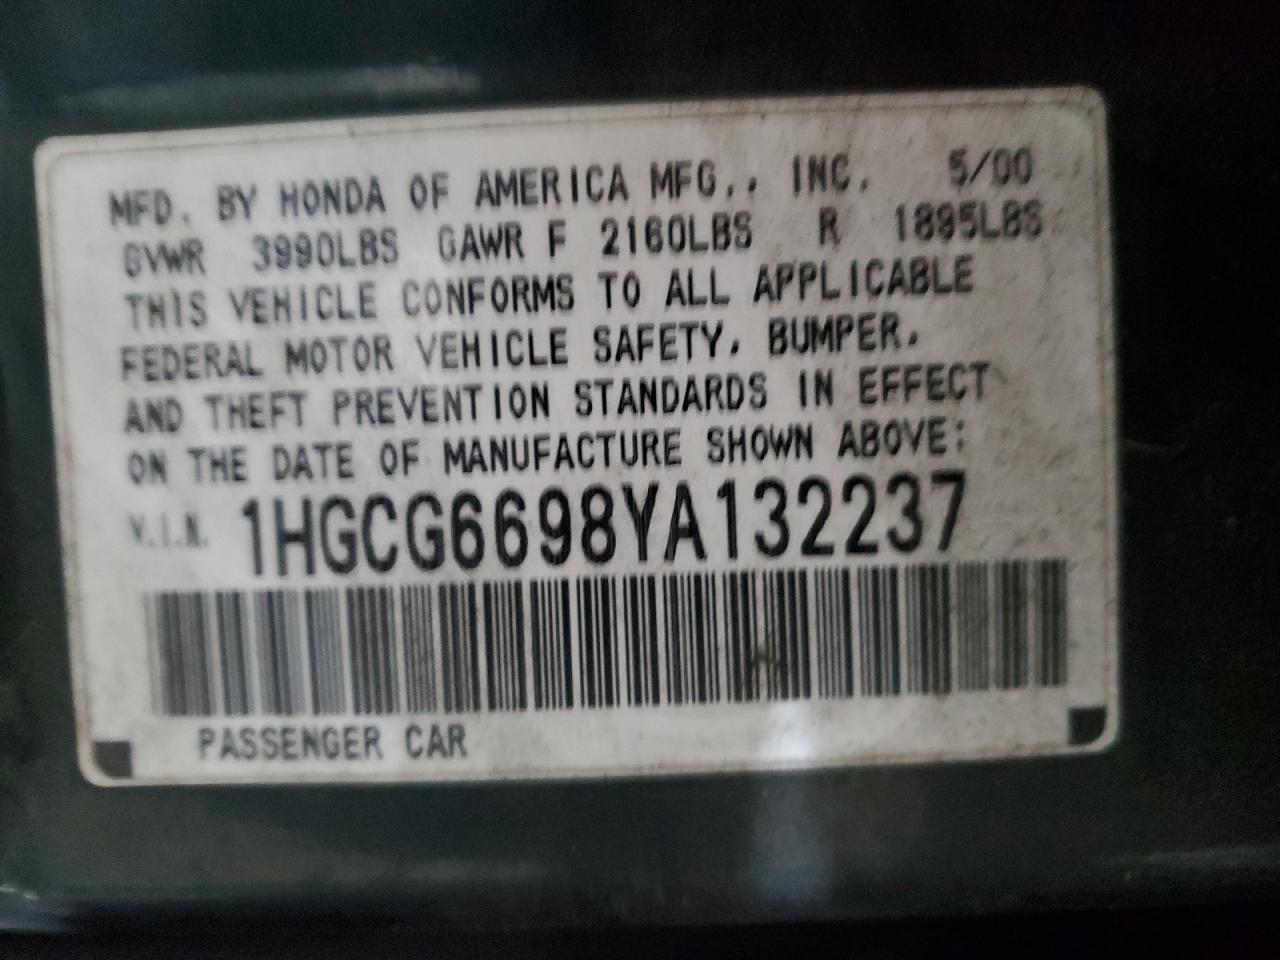 MFD. BY HONDA OF AMERICA MFG., INC. 5/00
GVWR 3990LBS GAWR F 2160LBS R 1895LBS
THIS VEHICLE CONFORMS TO ALL APPLICABLE
FEDERAL MOTOR VEHICLE SAFETY, BUMPER,
AND THEFT PREVENTION STANDARDS IN EFFECT
ON THE DATE OF MANUFACTURE SHOWN ABOVE:
V.I.N. 1HGCG6698YA132237
PASSENGER CAR